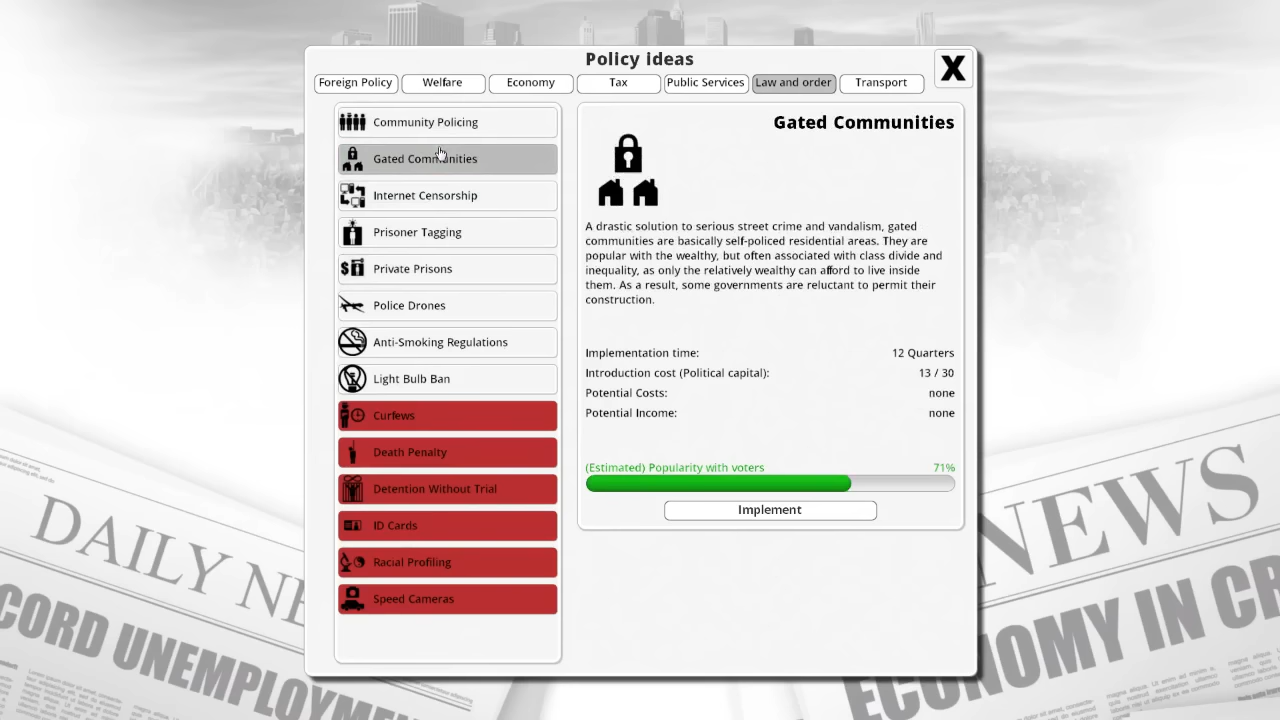 Policy ideas
X
Foreign Policy
Welfare
Economy
Tax
Public Services
Law and order
Transport
Community Policing
Gated Communities
Internet Censorship
Prisoner Tagging
Private Prisons
Police Drones
Anti-Smoking Regulations
Light Bulb Ban
Curfews
Death Penalty
Detention Without Trial
ID Cards
Racial Profiling
Speed Cameras
Gated Communities
A drastic solution to serious street crime and vandalism, gated
communities are basically self-policed residential areas. They are
popular with the wealthy, but often associated with class divide and
inequality, as only the relatively wealthy can afford to live inside
them. As a result, some governments are reluctant to permit their
construction.
Implementation time: 12 Quarters
Introduction cost (Political capital): 13 / 30
Potential Costs: none
Potential Income: none
(Estimated) Popularity with voters 71%
Implement
DAILY NE
CORD UNEMPLOYM
NEWS
ECONOMY IN CR